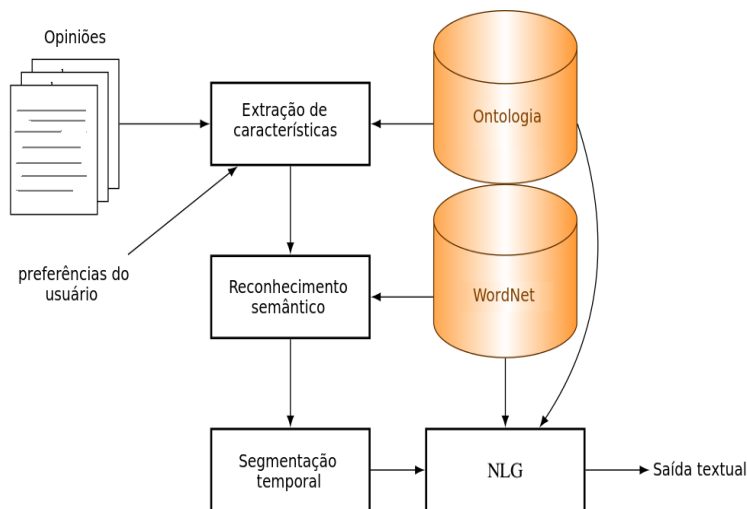 Opiniões
Extração de
características
Ontologia
preferências do
usuário
Reconhecimento
semântico
WordNet
Segmentação
temporal
NLG
Saída textual